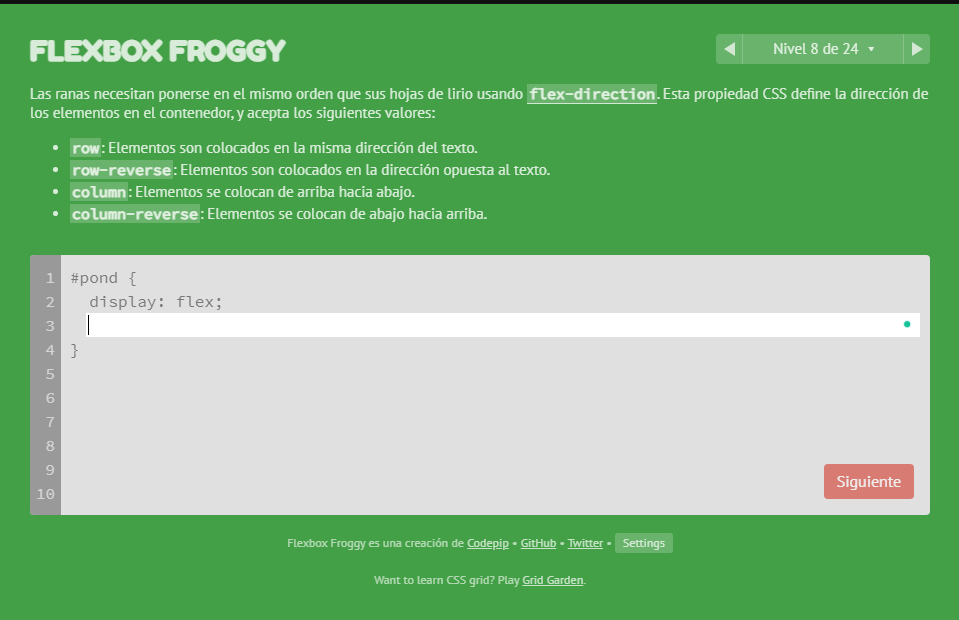 FLEXBOX FROGGY
Nivel 8 de 24
Las ranas necesitan ponerse en el mismo orden que sus hojas de lirio usando flex-direction. Esta propiedad CSS define la dirección de
los elementos en el contenedor, y acepta los siguientes valores:
row: Elementos son colocados en la misma dirección del texto.
row-reverse: Elementos son colocados en la dirección opuesta al texto.
column: Elementos se colocan de arriba hacia abajo.
column-reverse: Elementos se colocan de abajo hacia arriba.
1 #pond {
2 display: flex;
3
4 }
5
6
7
8
9
10
Siguiente
Flexbox Froggy es una creación de Codepip • GitHub • Twitter • Settings
Want to learn CSS grid? Play Grid Garden.